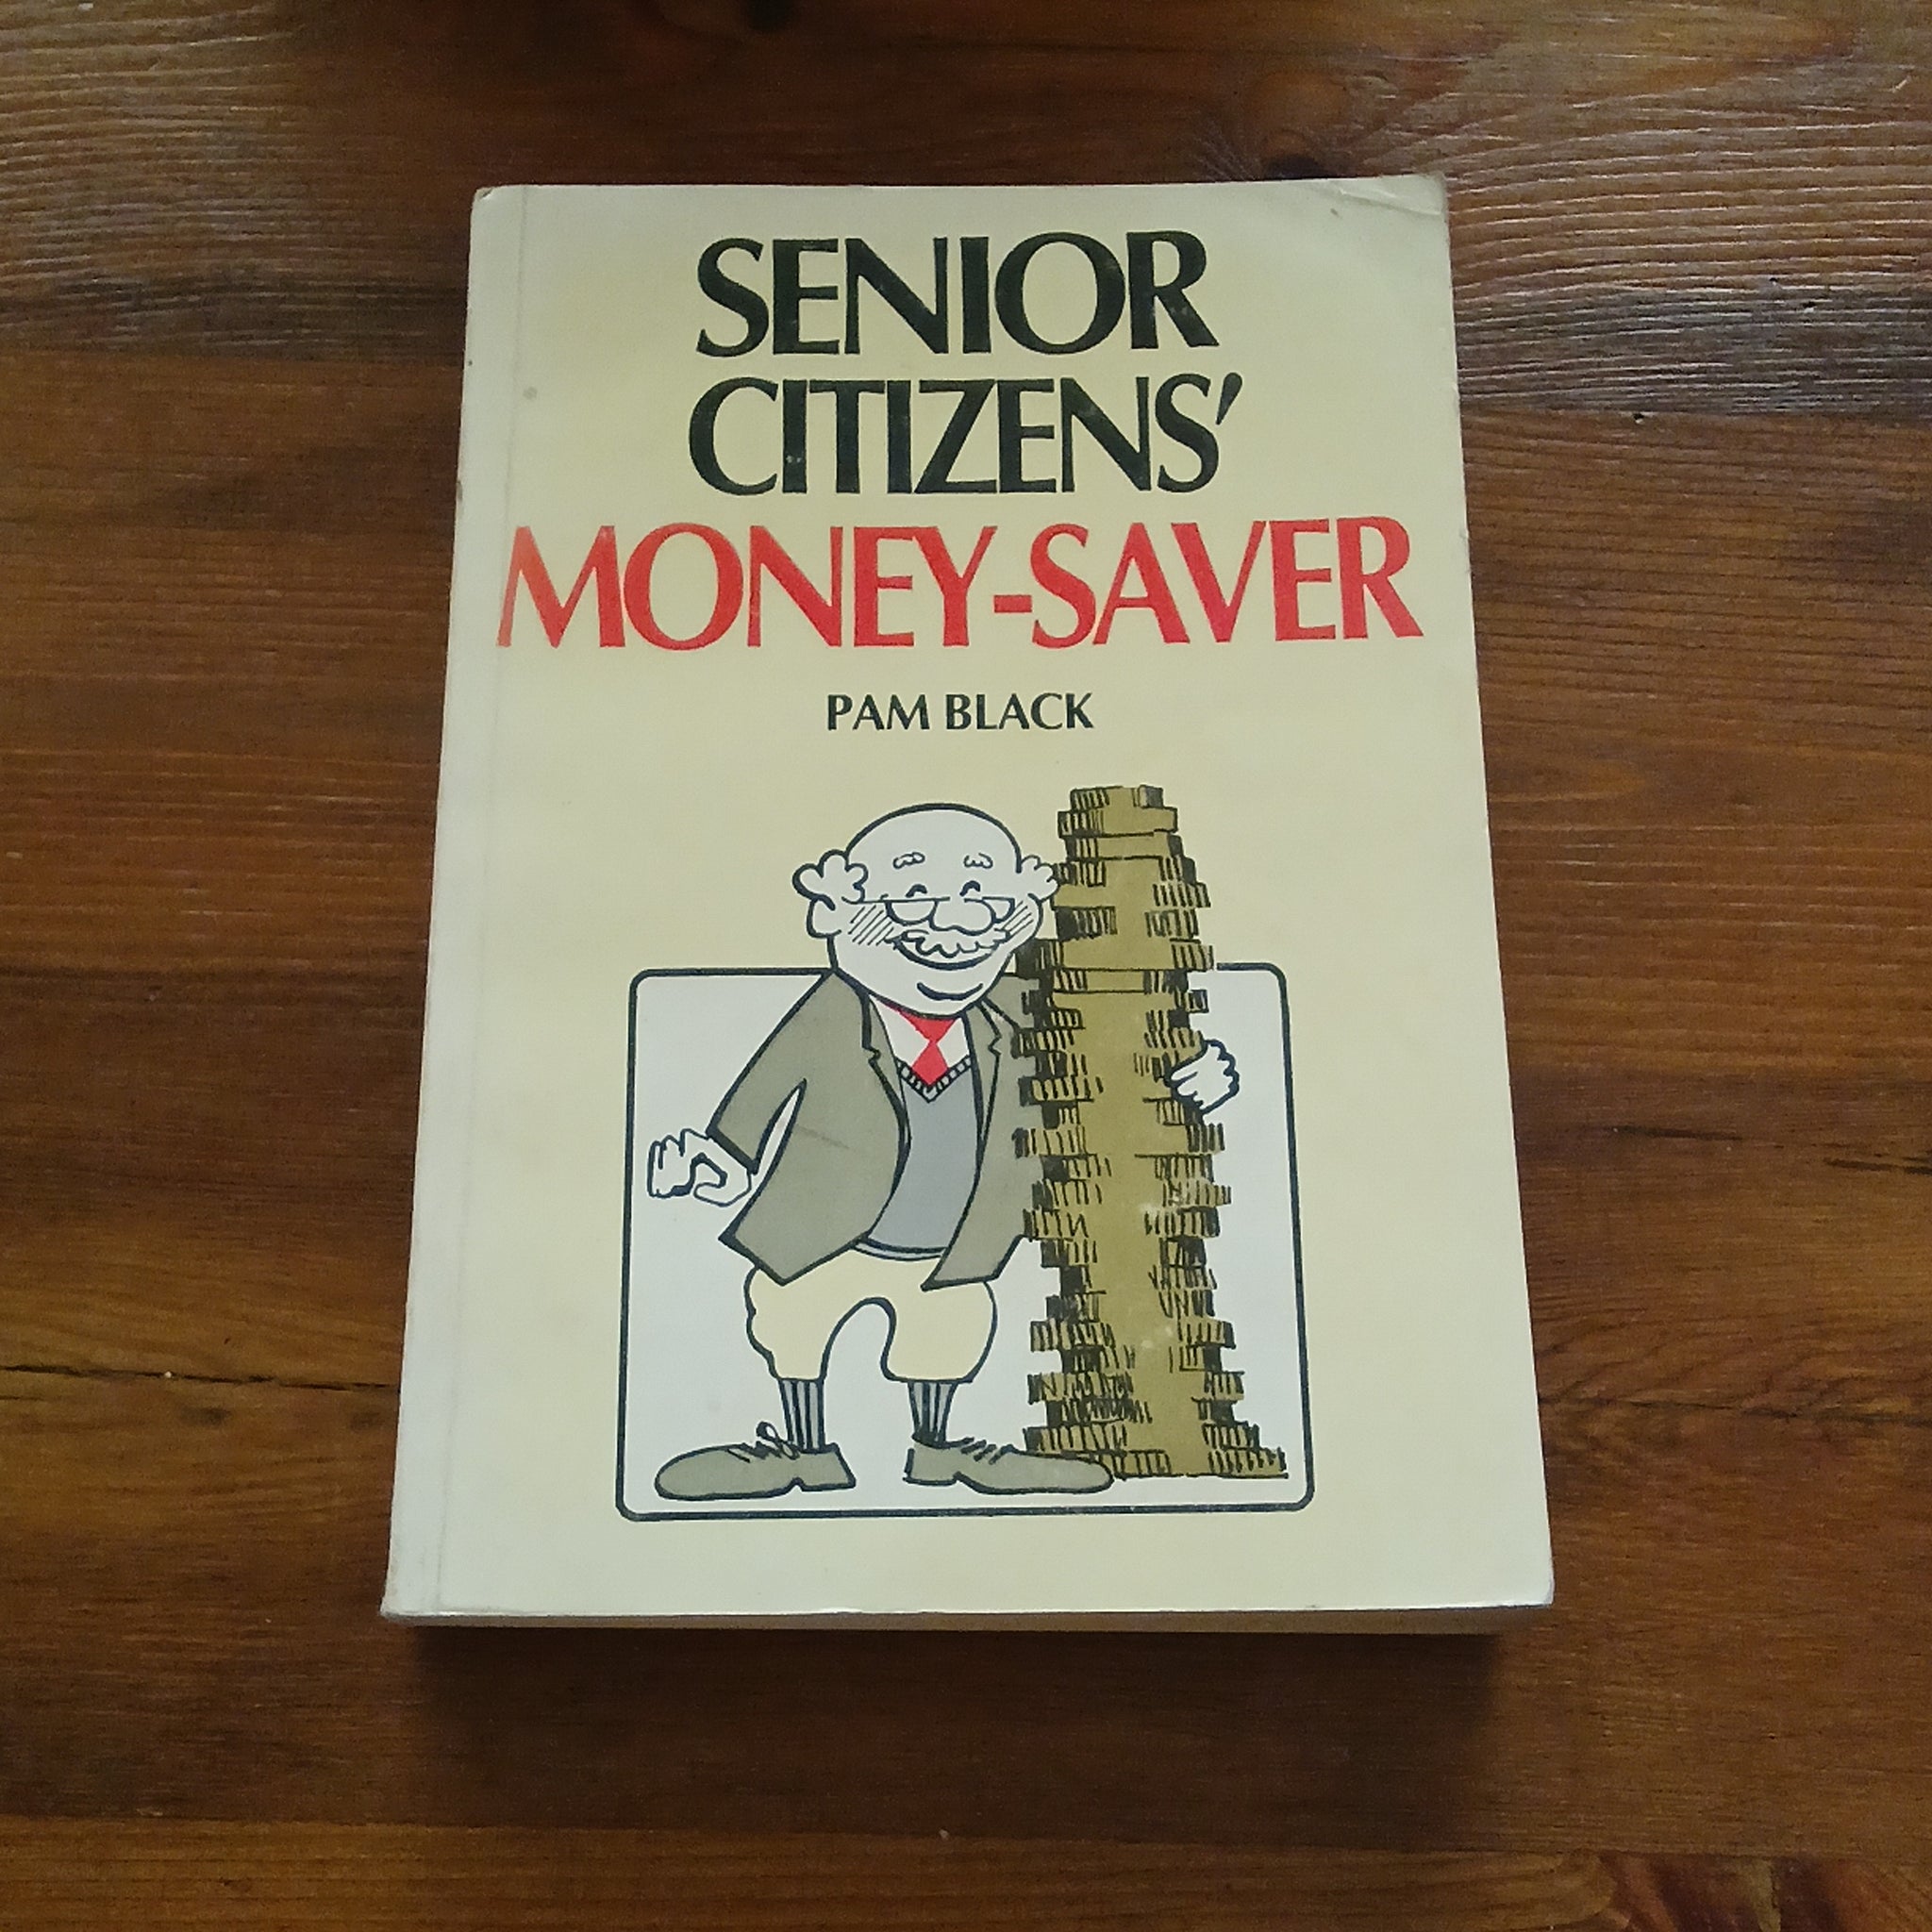 SENIOR
CITIZENS'
MONEY-SAVER
PAM BLACK